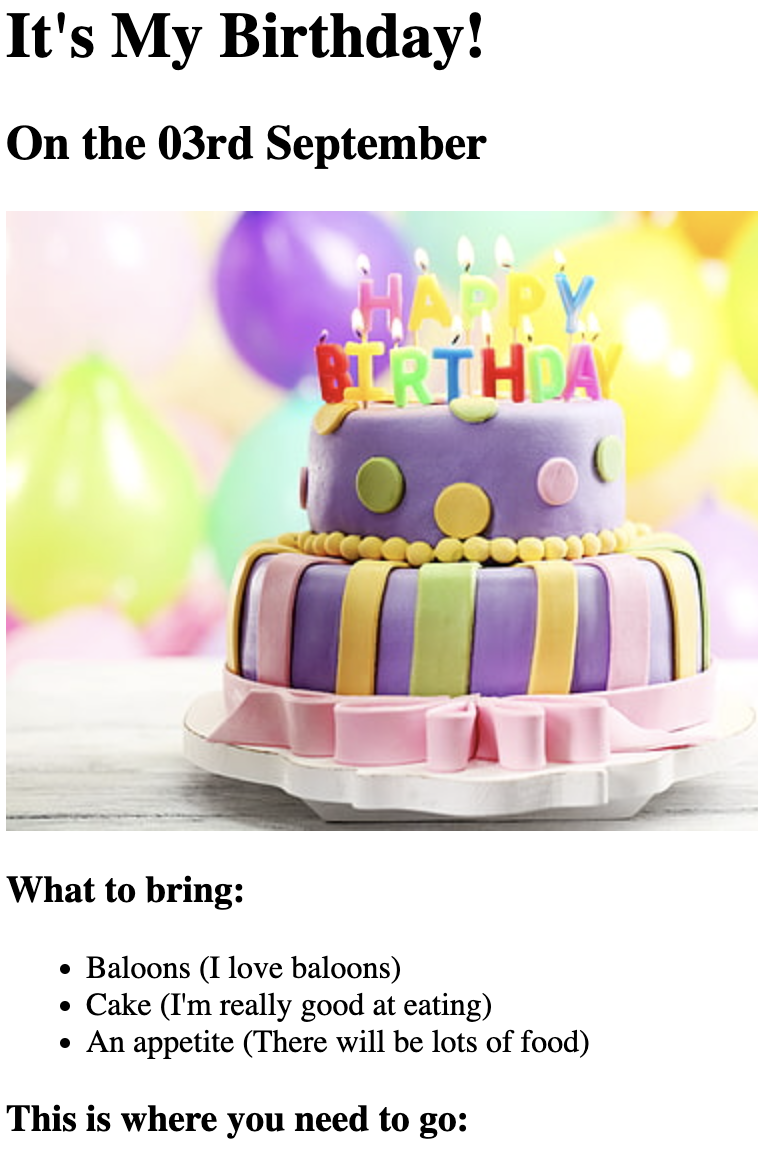 It's My Birthday!
On the 03rd September
HAPPY
BIRTHDAY
What to bring:
Baloons (I love baloons)
Cake (I'm really good at eating)
An appetite (There will be lots of food)
This is where you need to go: